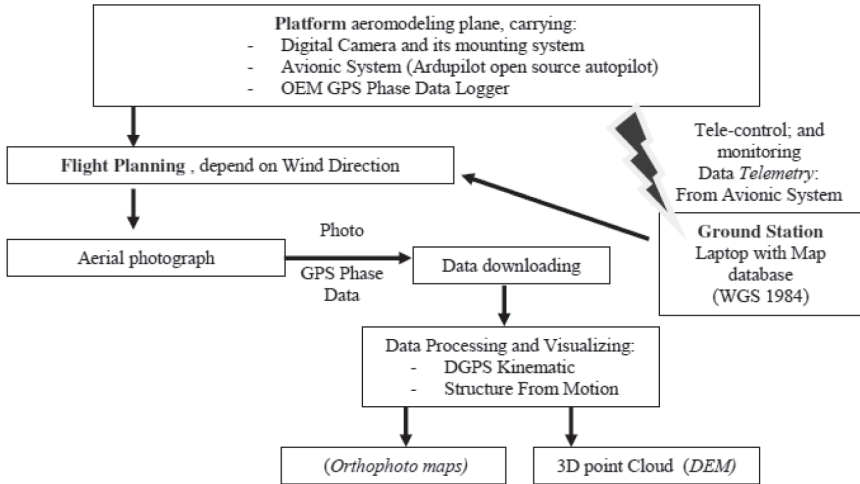 Platform aeromodeling plane, carrying:
- Digital Camera and its mounting system
- Avionic System (Ardupilot open source autopilot)
- OEM GPS Phase Data Logger
Tele-control; and
monitoring
Data Telemetry:
From Avionic System
Flight Planning , depend on Wind Direction
Ground Station
Laptop with Map
database
(WGS 1984)
Aerial photograph
Photo
GPS Phase
Data
Data downloading
Data Processing and Visualizing:
- DGPS Kinematic
- Structure From Motion
(Orthophoto maps)
3D point Cloud (DEM)